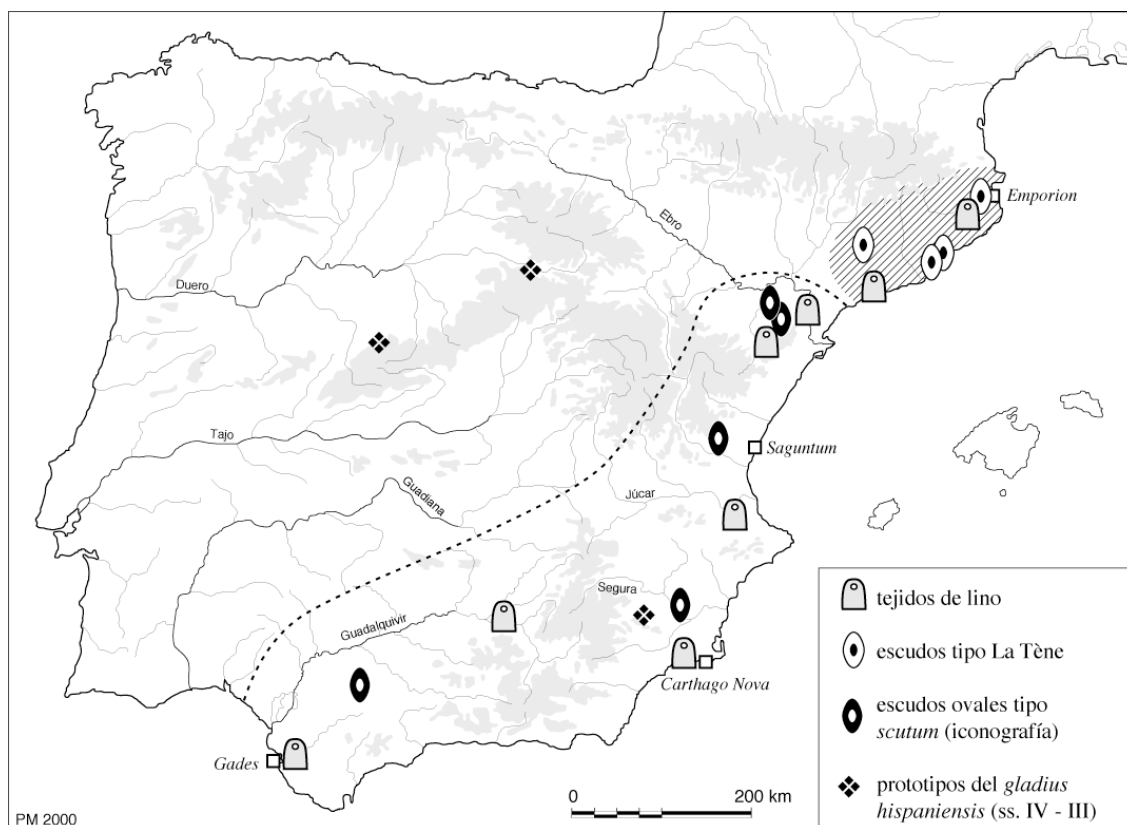 Emporion
Ebro
Duero
Tajo
Saguntum
Guadiana
Júcar
Segura
Guadalquivir
Carthago Nova
Gades
0 200 km
PM 2000
tejidos de lino
escudos tipo La Tène
escudos ovales tipo
scutum (iconografía)
prototipos del gladius
hispaniensis (ss. IV - III)